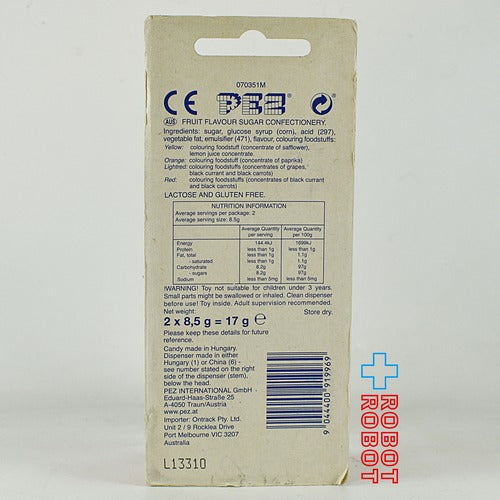 070351M
CE PEZ
AUS FRUIT FLAVOUR SUGAR CONFECTIONERY.
Ingredients: sugar, glucose syrup (corn), acid (297),
vegetable fat, emulsifier (471), flavour, colouring foodstuffs:
Yellow: colouring foodstuff (concentrate of safflower),
lemon juice concentrate.
Orange: colouring foodstuff (concentrate of paprika)
Lightred: colouring foodstuffs (concentrates of grapes,
black currant and black carrots)
Red: colouring foodstuffs (concentrates of black currant
and black carrots)
LACTOSE AND GLUTEN FREE.
NUTRITION INFORMATION
Average servings per package: 2
Average serving size: 8.5g
Average Quantity per serving Average Quantity per 100g
Energy 144.4kJ 1699kJ
Protein less than 1g less than 1g
Fat, total less than 1g 1,1g
- saturated less than 1g 1,1g
Carbohydrate 8.2g 97g
- sugars 8.2g 97g
Sodium less than 5mg less than 5mg
!WARNING! Toy not suitable for children under 3 years.
Small parts might be swallowed or inhaled. Clean dispenser
before use! Toy inside. Adult supervision recommended.
Net weight: Store dry.
2 x 8,5 g = 17 g e
Please keep these details for future
reference.
Candy made in Hungary.
Dispenser made in either
Hungary (1) or China (6) -
see number stated on the right
side of the dispenser (stem),
below the head.
PEZ INTERNATIONAL GmbH
Eduard-Haas-Straße 25
A-4050 Traun/Austria
www.pez.at
Importer: Ontrack Pty. Ltd.
Unit 2 / 9 Rocklea Drive
Port Melbourne VIC 3207
Australia
9 044400 919969
L13310
ROBOT
ROBOT